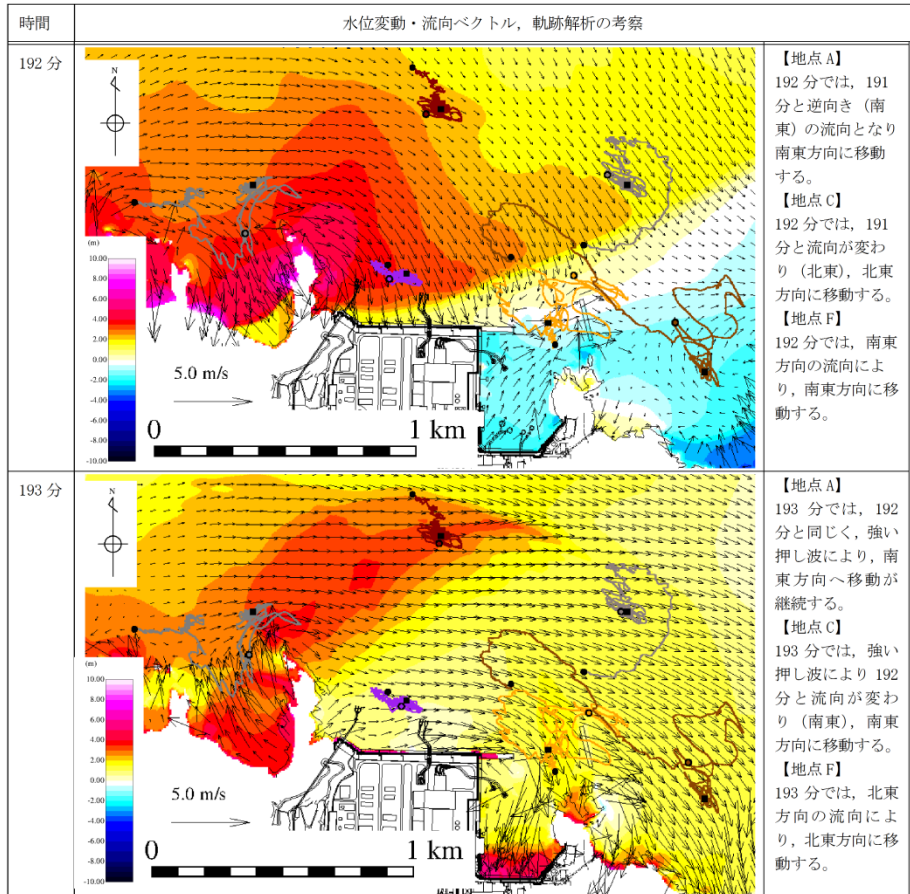 時間
水位変動・流向ベクトル，軌跡解析の考察
192 分
N
(m)
10.00
8.00
6.00
4.00
2.00
0.00
-2.00
-4.00
-6.00
-8.00
-10.00
5.0 m/s
0
1 km
【地点 A】
192 分では，191
分と逆向き（南
東）の流向となり
南東方向に移動
する。
【地点 C】
192 分では，191
分と流向が変わ
り（北東），北東
方向に移動する。
【地点 F】
192 分では，南東
方向の流向によ
り，南東方向に移
動する。
193 分
N
(m)
10.00
8.00
6.00
4.00
2.00
0.00
-2.00
-4.00
-6.00
-8.00
-10.00
5.0 m/s
0
1 km
【地点 A】
193 分では，192
分と同じく，強い
押し波により，南
東方向へ移動が
継続する。
【地点 C】
193 分では，強い
押し波により 192
分と流向が変わ
り（南東），南東
方向に移動する。
【地点 F】
193 分では，北東
方向の流向によ
り，北東方向に移
動する。